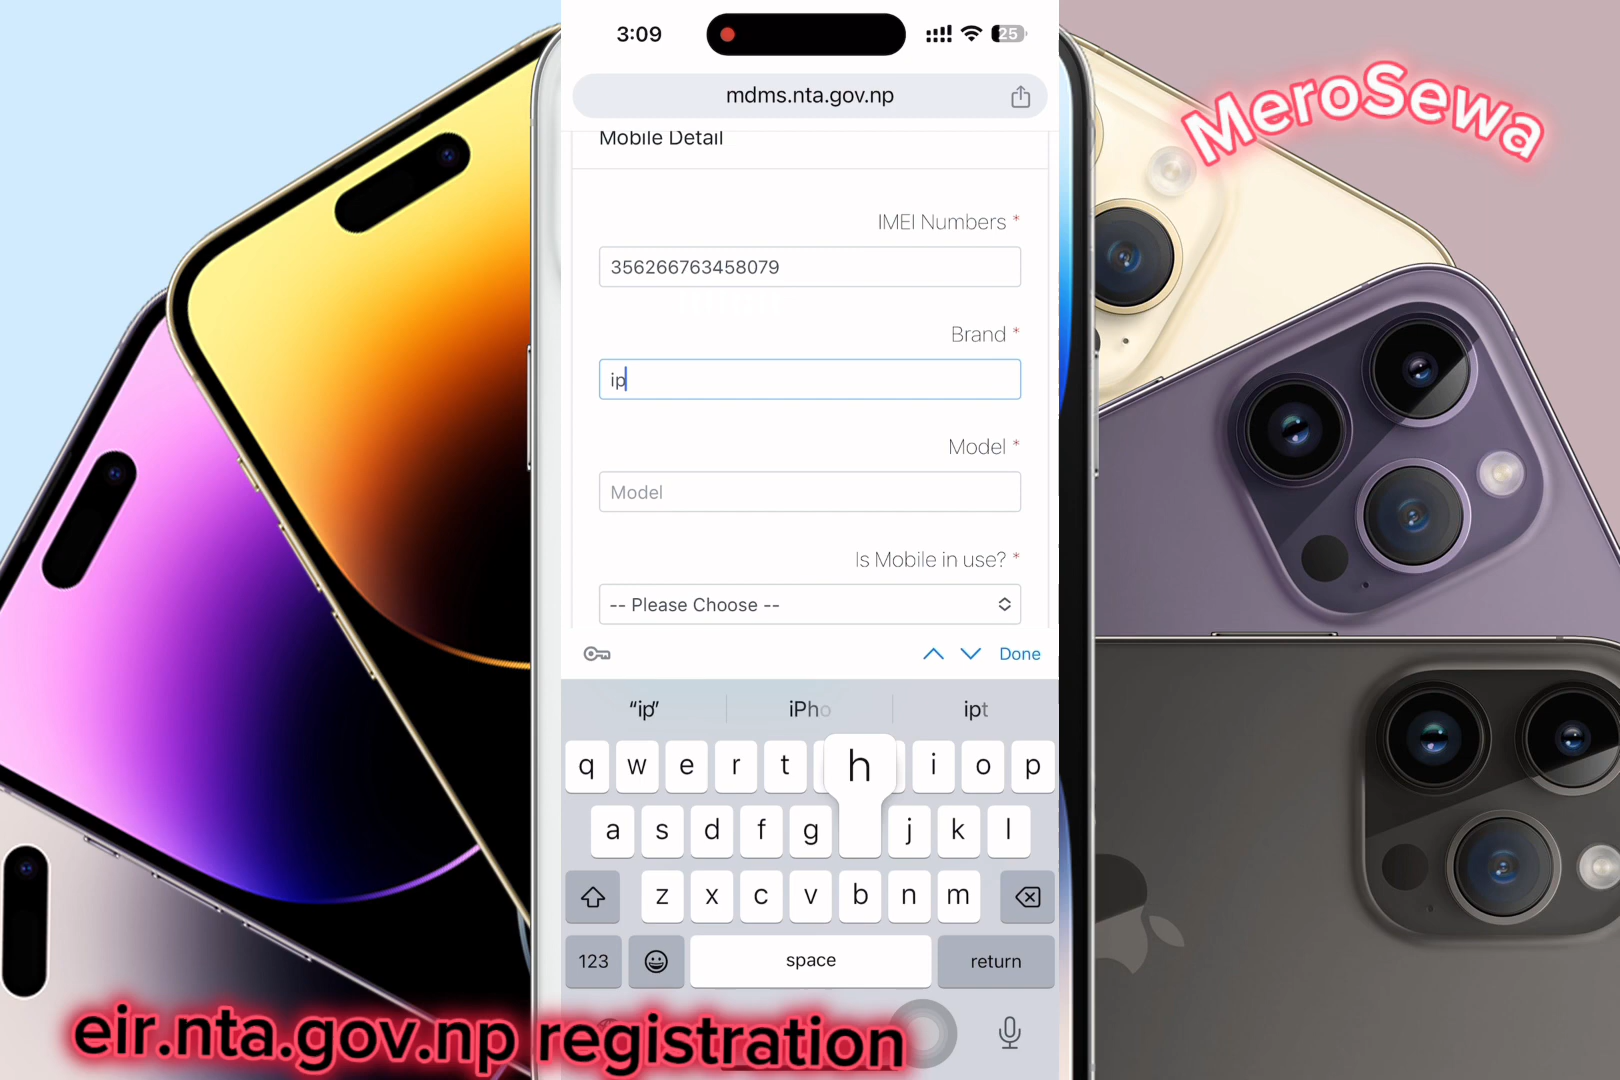 3:09
25
mdms.nta.gov.np
MeroSewa
Mobile Detail
IMEI Numbers *
356266763458079
Brand *
ip
Model *
Model
Is Mobile in use? *
-- Please Choose --
Done
“ip” iPho ipt
q w e r t h i o p
a s d f g j k l
z x c v b n m
123 space return
eir.nta.gov.np registration